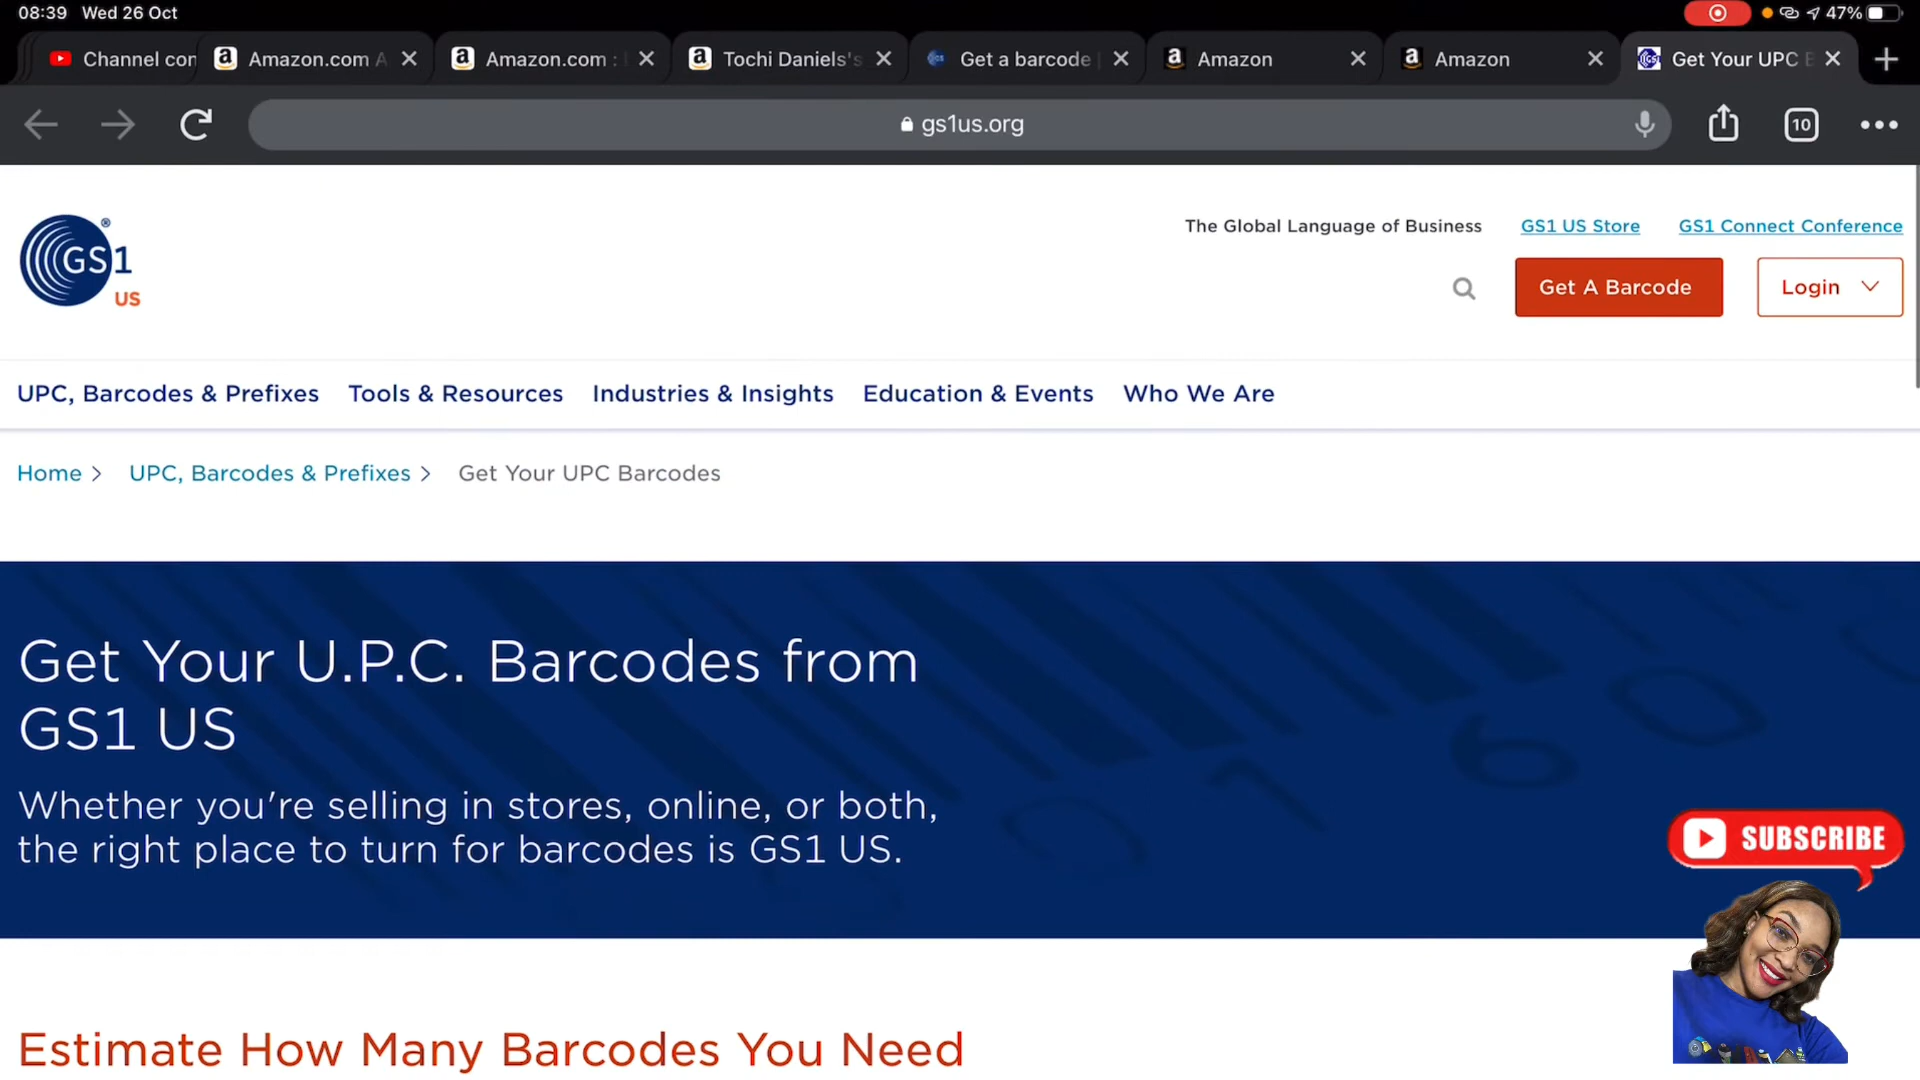 08:39 Wed 26 Oct
47%
Channel con
Amazon.com A
Amazon.com :
Tochi Daniels's
Get a barcode |
Amazon
Amazon
Get Your UPC B
gs1us.org
10
GS1 US
The Global Language of Business
GS1 US Store
GS1 Connect Conference
Get A Barcode
Login
UPC, Barcodes & Prefixes
Tools & Resources
Industries & Insights
Education & Events
Who We Are
Home > UPC, Barcodes & Prefixes > Get Your UPC Barcodes
Get Your U.P.C. Barcodes from
GS1 US
Whether you're selling in stores, online, or both,
the right place to turn for barcodes is GS1 US.
SUBSCRIBE
Estimate How Many Barcodes You Need